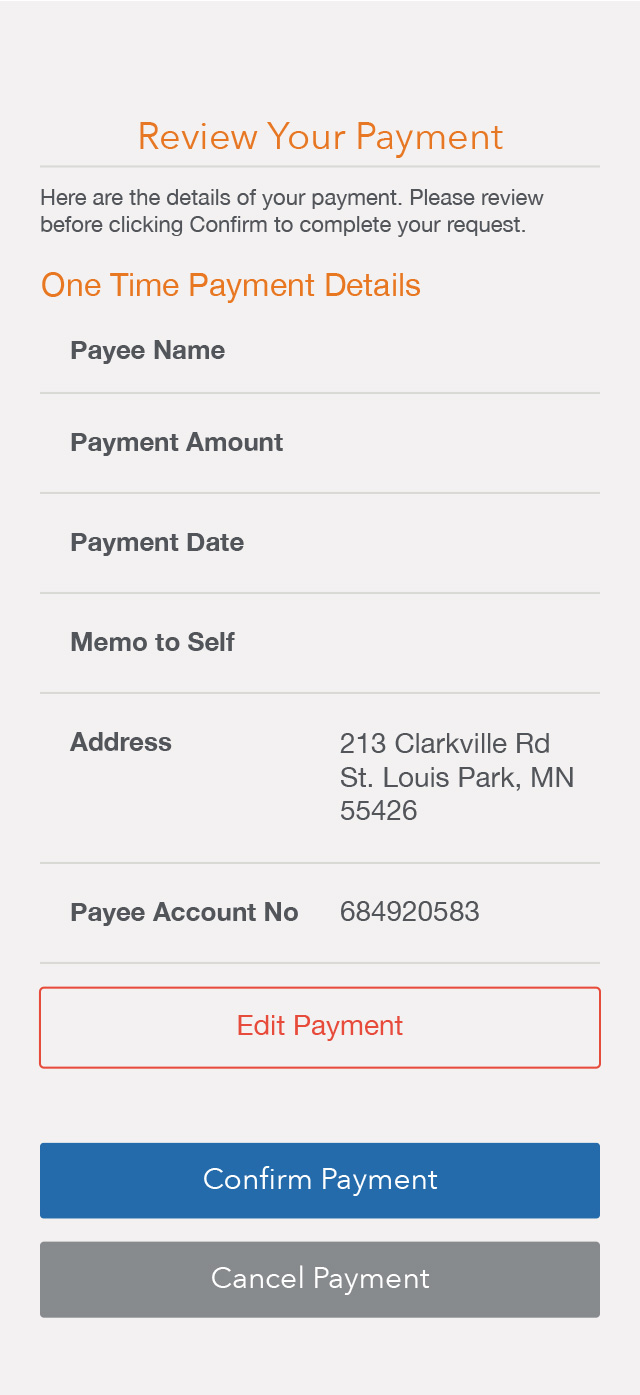 Review Your Payment
Here are the details of your payment. Please review
before clicking Confirm to complete your request.
One Time Payment Details
Payee Name
Payment Amount
Payment Date
Memo to Self
Address
213 Clarkville Rd
St. Louis Park, MN
55426
Payee Account No 684920583
Edit Payment
Confirm Payment
Cancel Payment